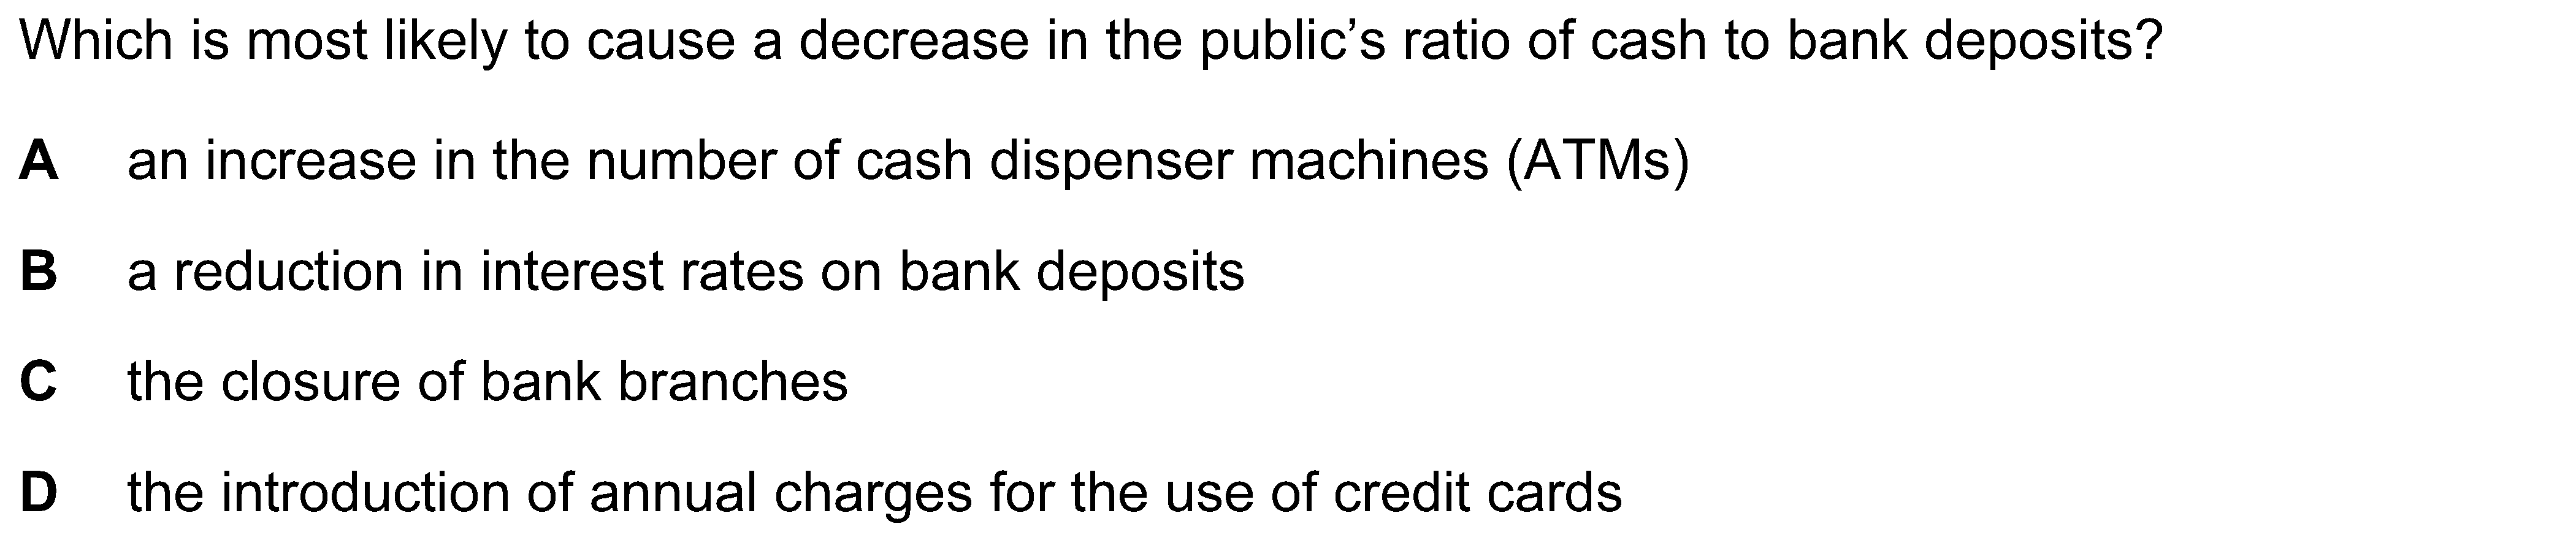 Which is most likely to cause a decrease in the public’s ratio of cash to bank deposits?
A an increase in the number of cash dispenser machines (ATMs)
B a reduction in interest rates on bank deposits
C the closure of bank branches
D the introduction of annual charges for the use of credit cards